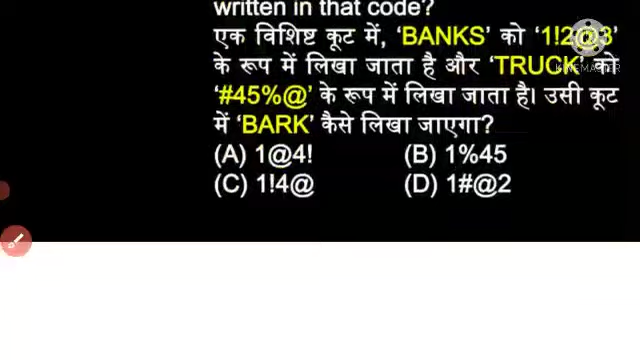 written in that code?
एक विशिष्ट कूट में, ‘BANKS’ को ‘1!2@3’
के रूप में लिखा जाता है और ‘TRUCK’ को
‘#45%@’ के रूप में लिखा जाता है। उसी कूट
में ‘BARK’ कैसे लिखा जाएगा?
(A) 1@4! (B) 1%45
(C) 1!4@ (D) 1#@2
KINEMASTER